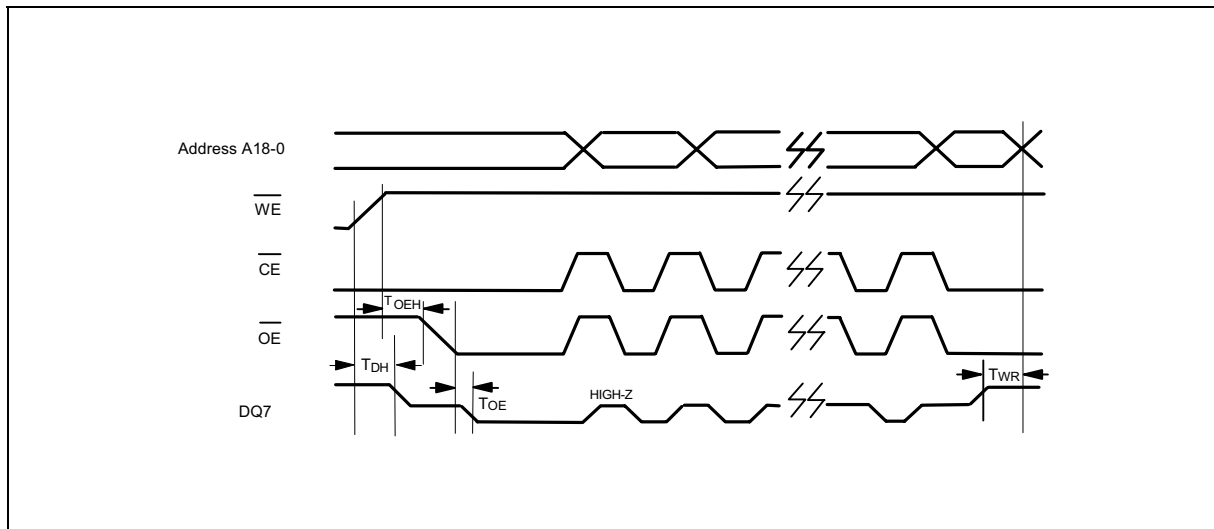 Address A18-0
WE
CE
TOEH
OE
TDH
TWR
TOE
HIGH-Z
DQ7